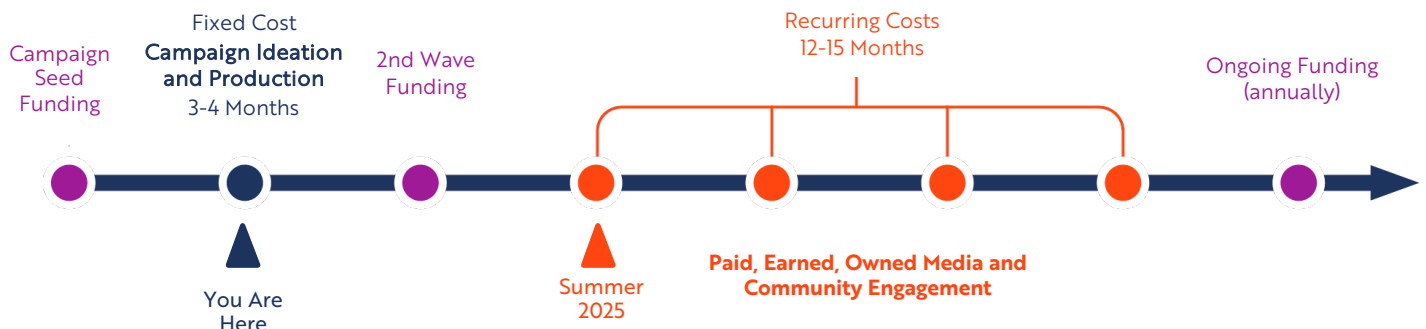 Campaign
Seed
Funding
Fixed Cost
Campaign Ideation
and Production
3-4 Months
2nd Wave
Funding
Recurring Costs
12-15 Months
Ongoing Funding
(annually)
You Are
Here
Summer
2025
Paid, Earned, Owned Media and
Community Engagement